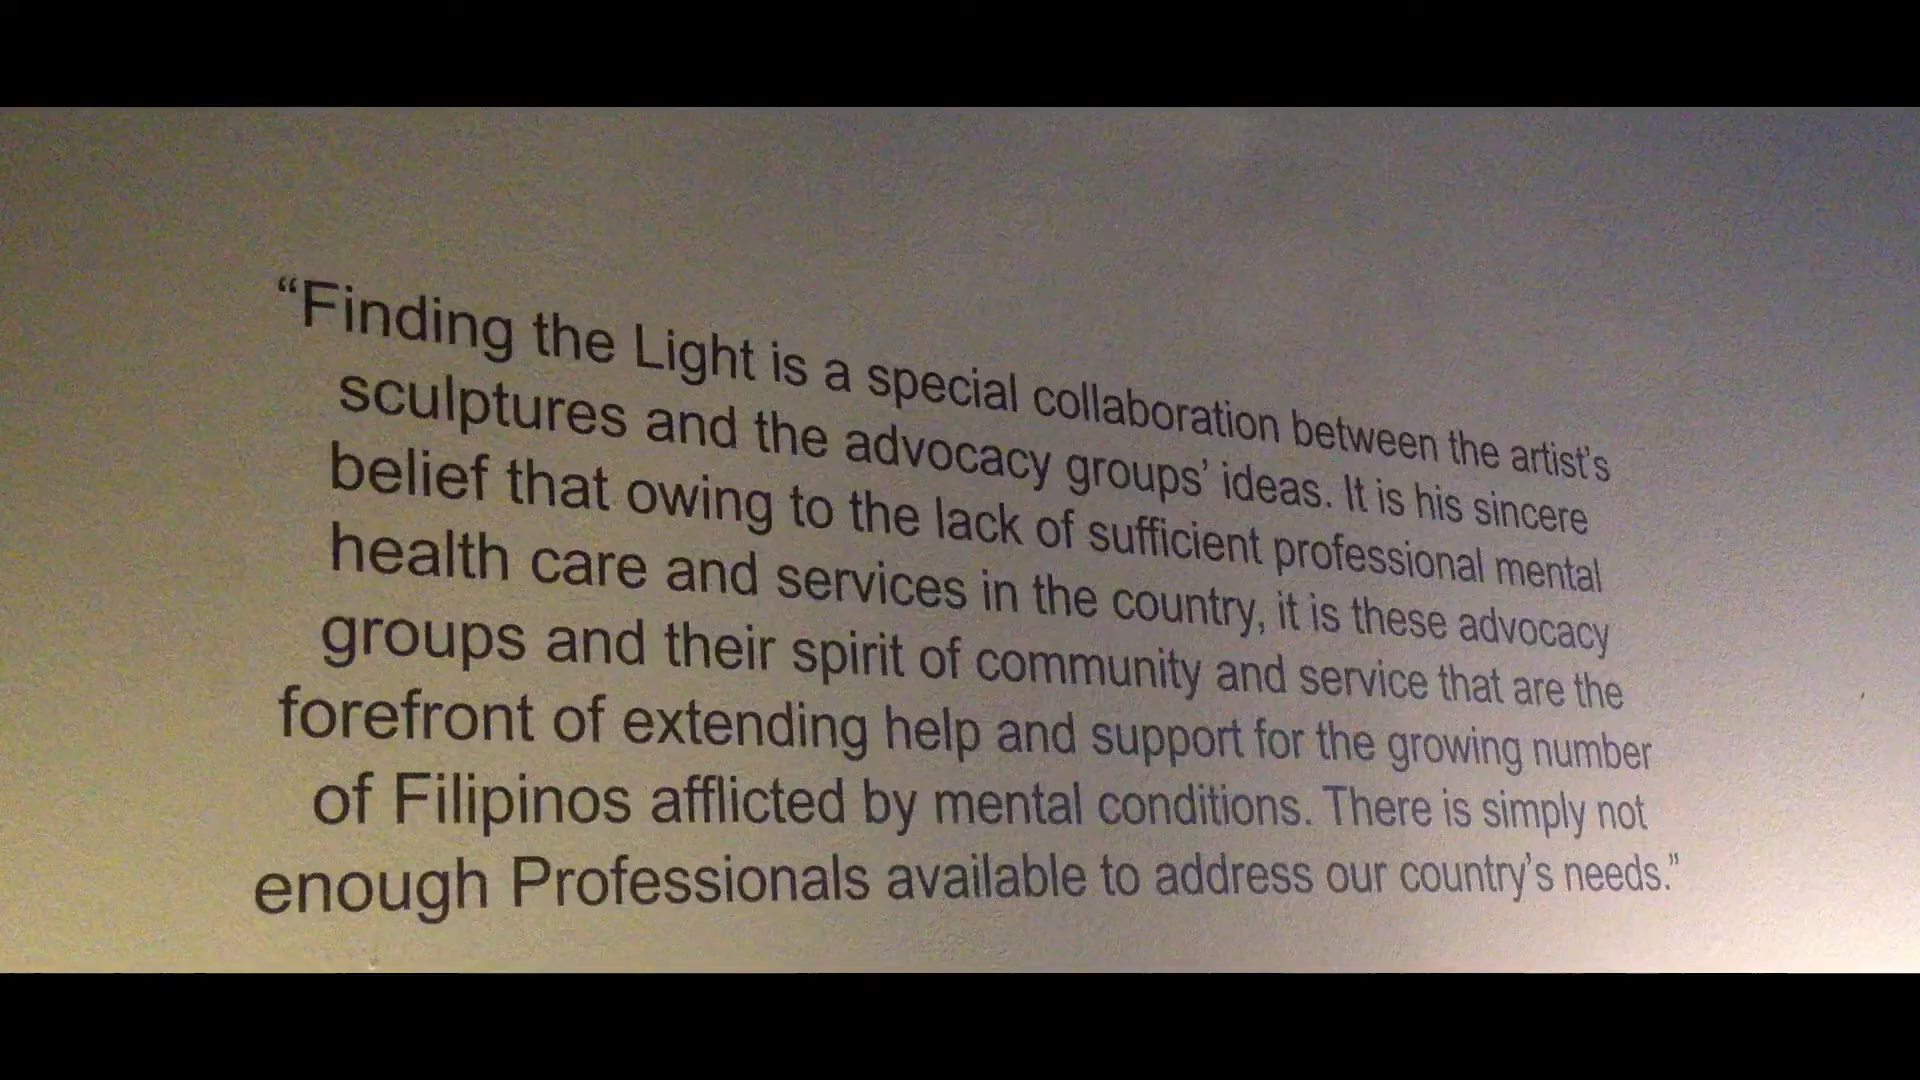 “Finding the Light is a special collaboration between the artist’s
sculptures and the advocacy groups’ ideas. It is his sincere
belief that owing to the lack of sufficient professional mental
health care and services in the country, it is these advocacy
groups and their spirit of community and service that are the
forefront of extending help and support for the growing number
of Filipinos afflicted by mental conditions. There is simply not
enough Professionals available to address our country’s needs.”